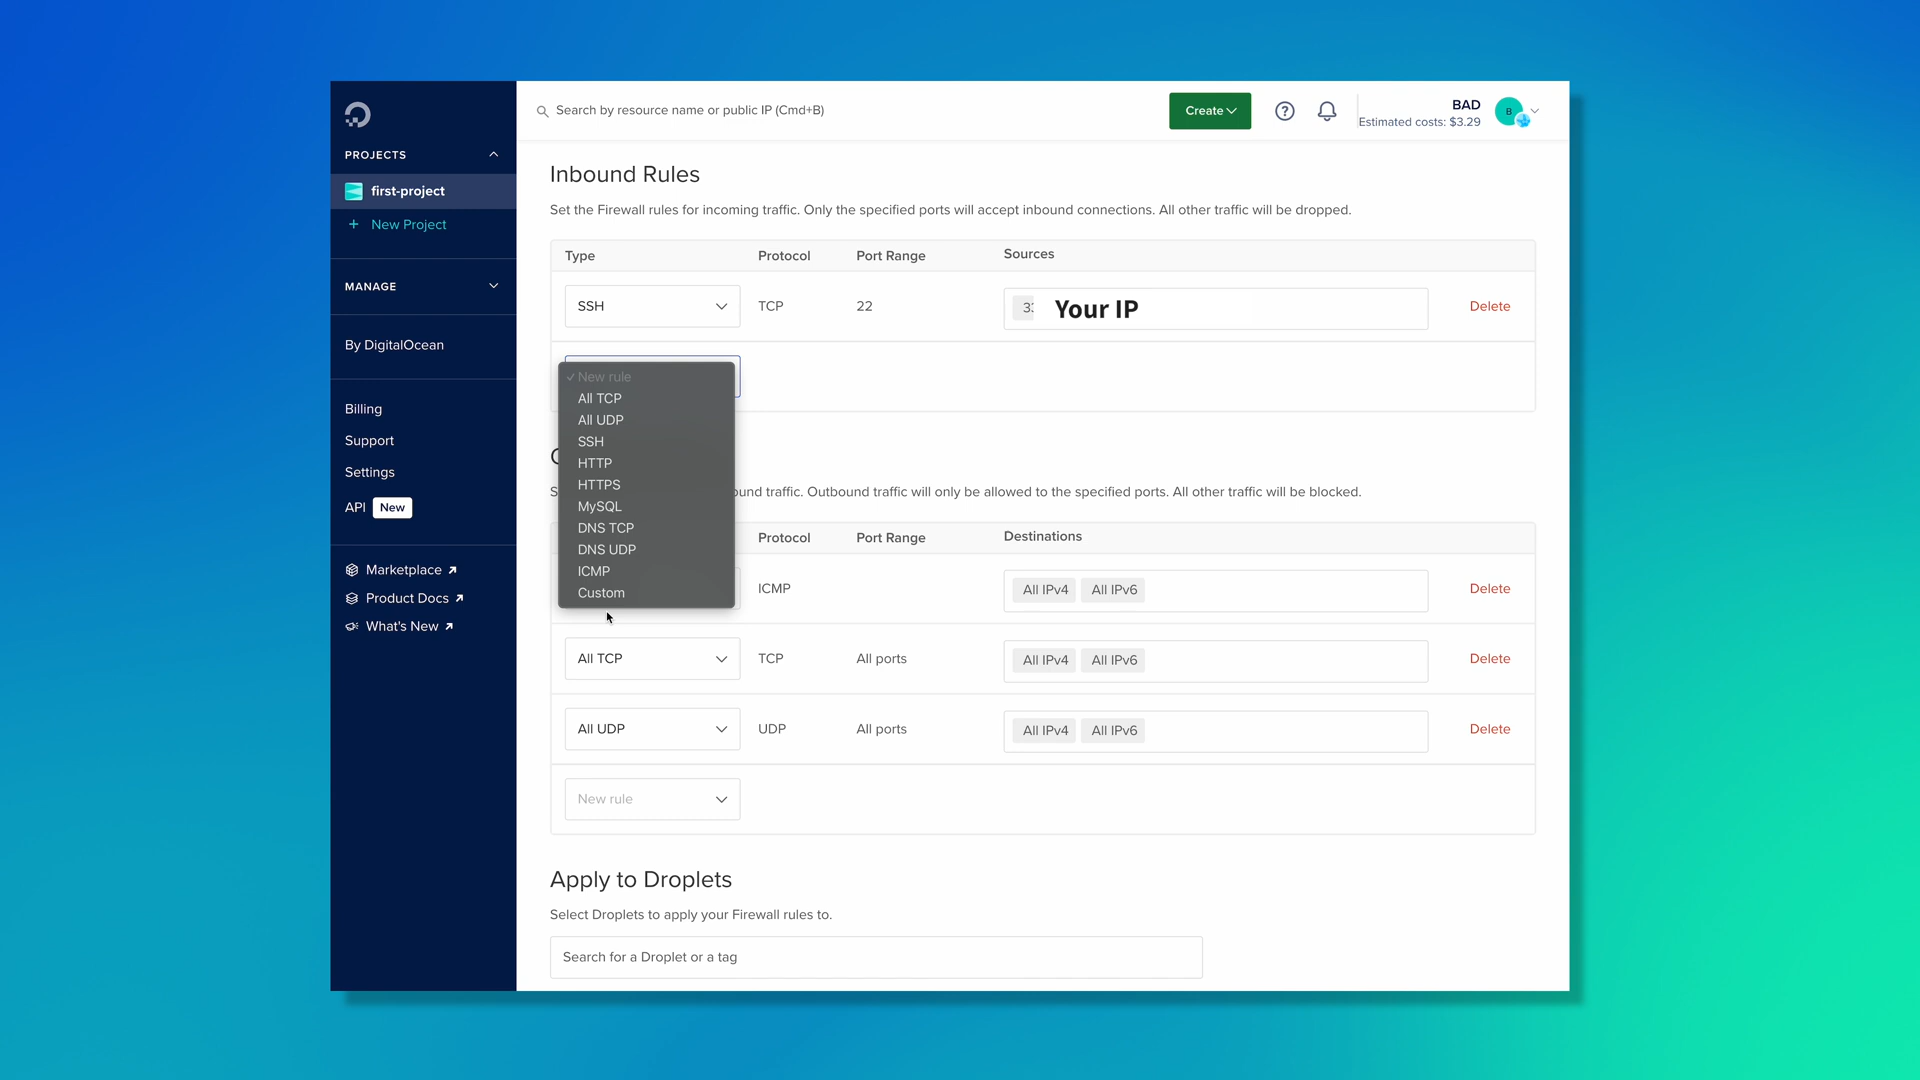 Search by resource name or public IP (Cmd+B)
Create
BAD
Estimated costs: $3.29
B
PROJECTS
first-project
+ New Project
MANAGE
By DigitalOcean
Billing
Support
Settings
API New
Marketplace
Product Docs
What's New
Inbound Rules
Set the Firewall rules for incoming traffic. Only the specified ports will accept inbound connections. All other traffic will be dropped.
Type Protocol Port Range Sources
SSH TCP 22 Your IP Delete
New rule
All TCP
All UDP
SSH
HTTP
HTTPS
MySQL
DNS TCP
DNS UDP
ICMP
Custom
traffic. Outbound traffic will only be allowed to the specified ports. All other traffic will be blocked.
Protocol Port Range Destinations
ICMP All IPv4 All IPv6 Delete
All TCP TCP All ports All IPv4 All IPv6 Delete
All UDP UDP All ports All IPv4 All IPv6 Delete
New rule
Apply to Droplets
Select Droplets to apply your Firewall rules to.
Search for a Droplet or a tag